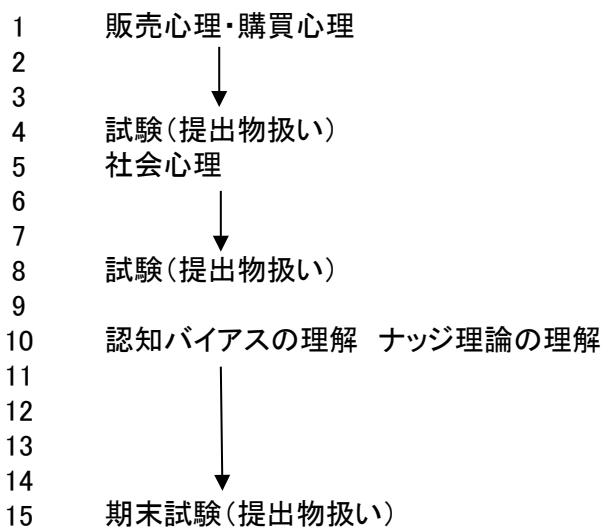 1 販売心理・購買心理
2
3
4 試験(提出物扱い)
5 社会心理
6
7
8 試験(提出物扱い)
9
10 認知バイアスの理解 ナッジ理論の理解
11
12
13
14
15 期末試験(提出物扱い)